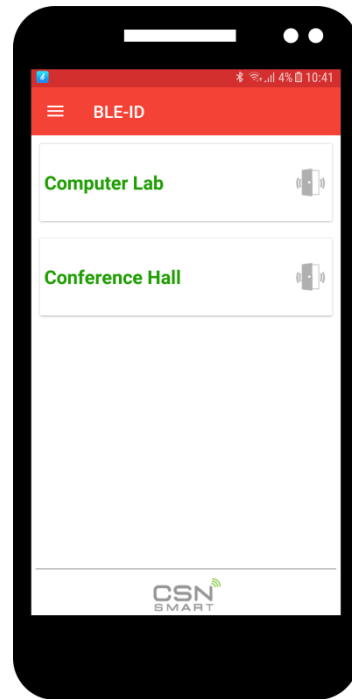 4% 10:41
BLE-ID
Computer Lab
Conference Hall
CSN
SMART